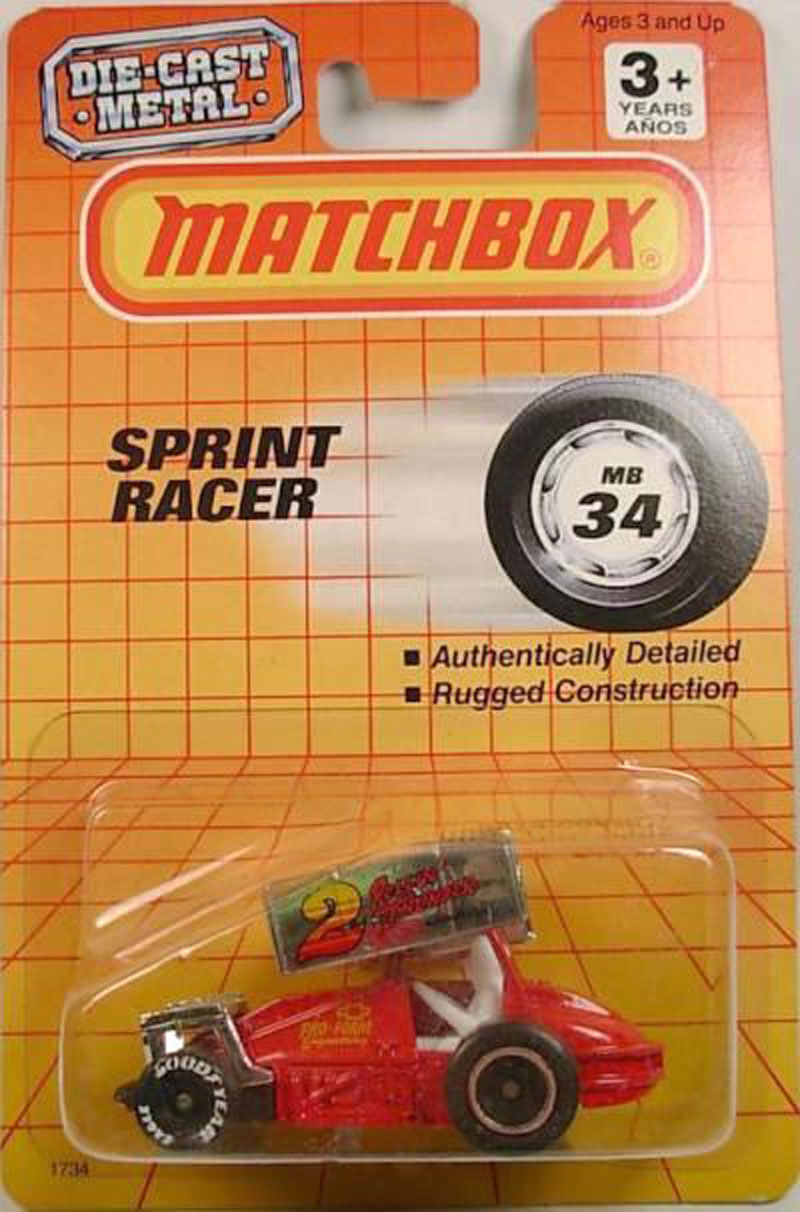 Ages 3 and Up
DIE-CAST
METAL
3+
YEARS
AÑOS
MATCHBOX®
SPRINT
RACER
MB
34
Authentically Detailed
Rugged Construction
2
GOODYEAR
1734